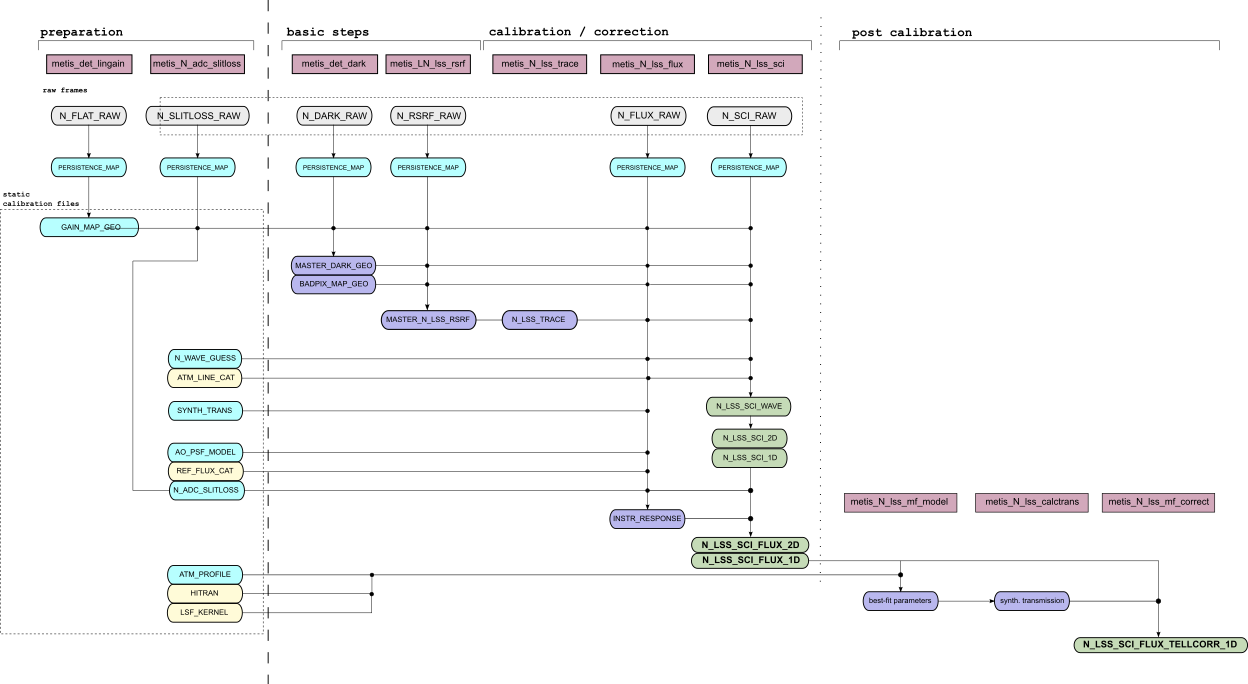 preparation
basic steps
calibration / correction
post calibration
metis_det_lingain
metis_N_adc_slitloss
metis_det_dark
metis_LN_lss_rsrf
metis_N_lss_trace
metis_N_lss_flux
metis_N_lss_sci
raw frames
N_FLAT_RAW
N_SLITLOSS_RAW
N_DARK_RAW
N_RSRF_RAW
N_FLUX_RAW
N_SCI_RAW
PERSISTENCE_MAP
PERSISTENCE_MAP
PERSISTENCE_MAP
PERSISTENCE_MAP
PERSISTENCE_MAP
PERSISTENCE_MAP
static
calibration files
GAIN_MAP_GEO
MASTER_DARK_GEO
BADPIX_MAP_GEO
MASTER_N_LSS_RSRF
N_LSS_TRACE
N_WAVE_GUESS
ATM_LINE_CAT
SYNTH_TRANS
N_LSS_SCI_WAVE
N_LSS_SCI_2D
N_LSS_SCI_1D
AO_PSF_MODEL
REF_FLUX_CAT
N_ADC_SLITLOSS
metis_N_lss_mf_model
metis_N_lss_calctrans
metis_N_lss_mf_correct
INSTR_RESPONSE
N_LSS_SCI_FLUX_2D
N_LSS_SCI_FLUX_1D
ATM_PROFILE
HITRAN
LSF_KERNEL
best-fit parameters
synth. transmission
N_LSS_SCI_FLUX_TELLCORR_1D